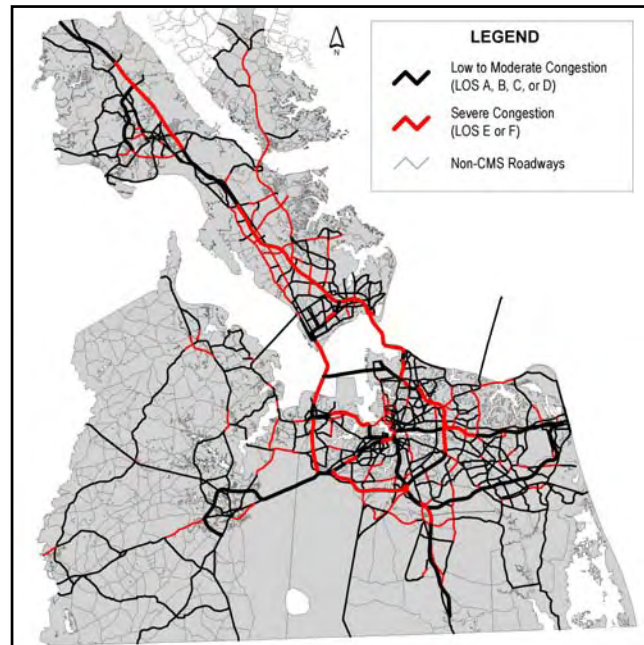 N
LEGEND
Low to Moderate Congestion
(LOS A, B, C, or D)
Severe Congestion
(LOS E or F)
Non-CMS Roadways